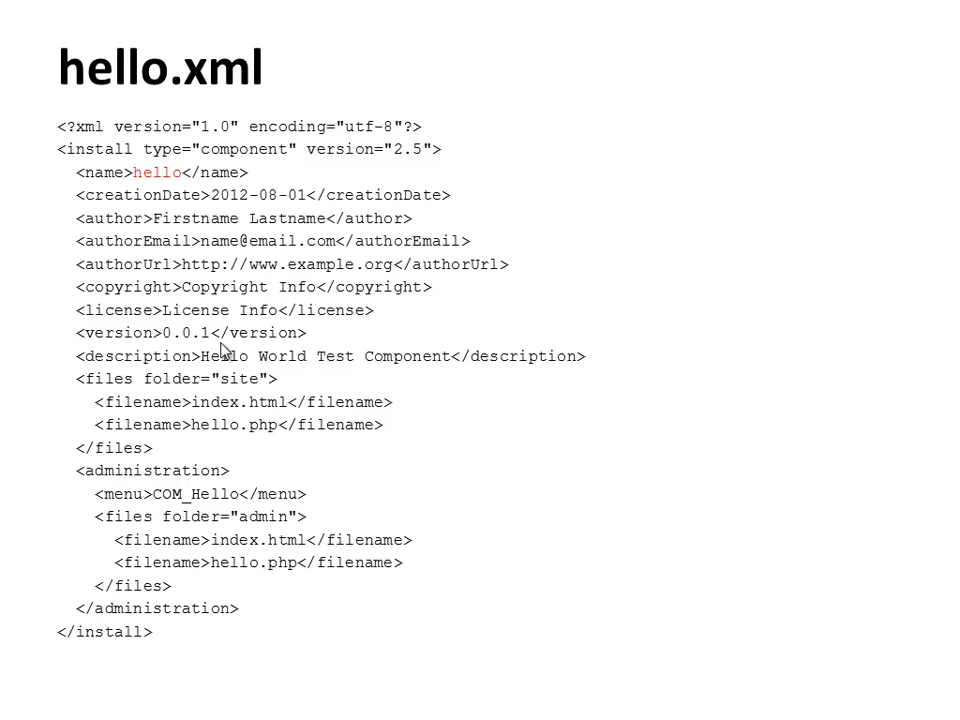 hello.xml
<?xml version="1.0" encoding="utf-8"?>
<install type="component" version="2.5">
  <name>hello</name>
  <creationDate>2012-08-01</creationDate>
  <author>Firstname Lastname</author>
  <authorEmail>name@email.com</authorEmail>
  <authorUrl>http://www.example.org</authorUrl>
  <copyright>Copyright Info</copyright>
  <license>License Info</license>
  <version>0.0.1</version>
  <description>Hello World Test Component</description>
  <files folder="site">
    <filename>index.html</filename>
    <filename>hello.php</filename>
  </files>
  <administration>
    <menu>COM_Hello</menu>
    <files folder="admin">
      <filename>index.html</filename>
      <filename>hello.php</filename>
    </files>
  </administration>
</install>